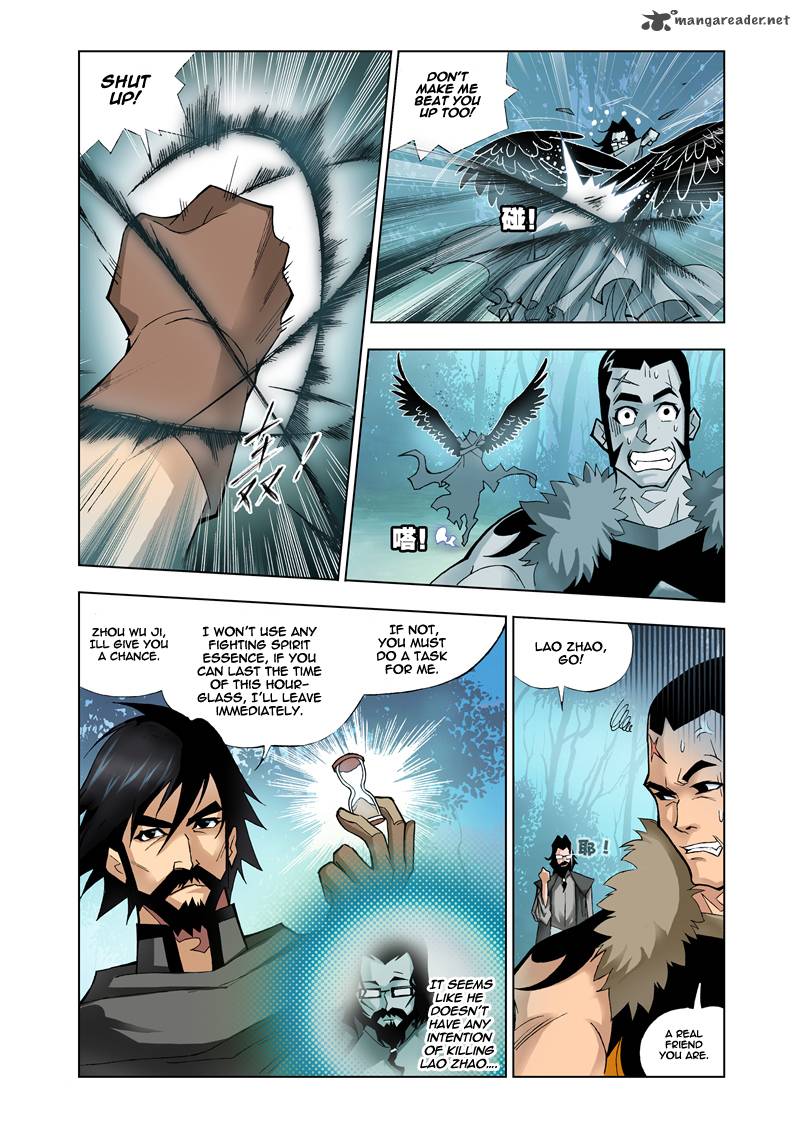 mangareader.net
SHUT
UP!
DON'T
MAKE ME
BEAT YOU
UP TOO!
碰!
轰!
嗒!
ZHOU WU JI,
ILL GIVE YOU
A CHANCE.
I WON'T USE ANY
FIGHTING SPIRIT
ESSENCE, IF YOU
CAN LAST THE TIME
OF THIS HOUR-
GLASS, I'LL LEAVE
IMMEDIATELY.
IF NOT,
YOU MUST
DO A TASK
FOR ME.
IT SEEMS
LIKE HE
DOESN'T
HAVE ANY
INTENTION
OF KILLING
LAO ZHAO....
LAO ZHAO,
GO!
耶!
A REAL
FRIEND
YOU ARE.